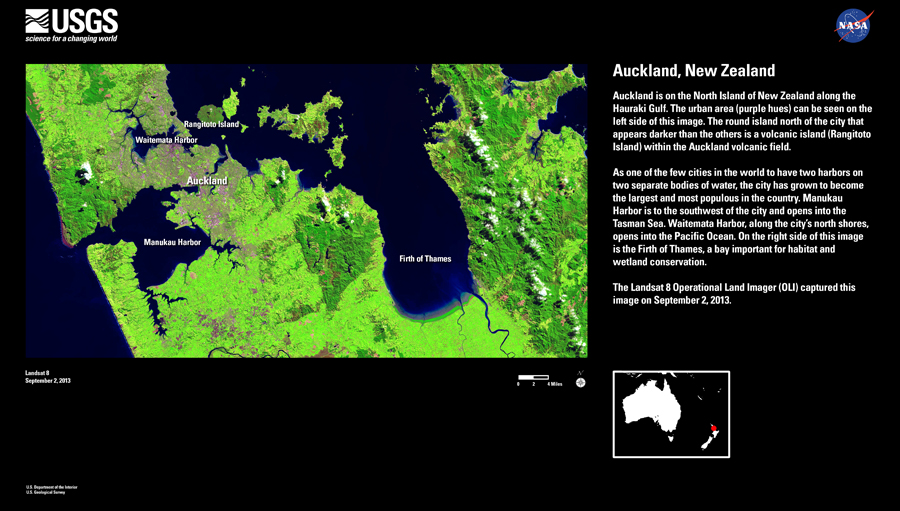 USGS
science for a changing world
NASA
Rangitoto Island
Waitemata Harbor
Auckland
Manukau Harbor
Firth of Thames
Landsat 8
September 2, 2013
0 2 4 Miles
N
Auckland, New Zealand
Auckland is on the North Island of New Zealand along the
Hauraki Gulf. The urban area (purple hues) can be seen on the
left side of this image. The round island north of the city that
appears darker than the others is a volcanic island (Rangitoto
Island) within the Auckland volcanic field.
As one of the few cities in the world to have two harbors on
two separate bodies of water, the city has grown to become
the largest and most populous in the country. Manukau
Harbor is to the southwest of the city and opens into the
Tasman Sea. Waitemata Harbor, along the city's north shores,
opens into the Pacific Ocean. On the right side of this image
is the Firth of Thames, a bay important for habitat and
wetland conservation.
The Landsat 8 Operational Land Imager (OLI) captured this
image on September 2, 2013.
U.S. Department of the Interior
U.S. Geological Survey